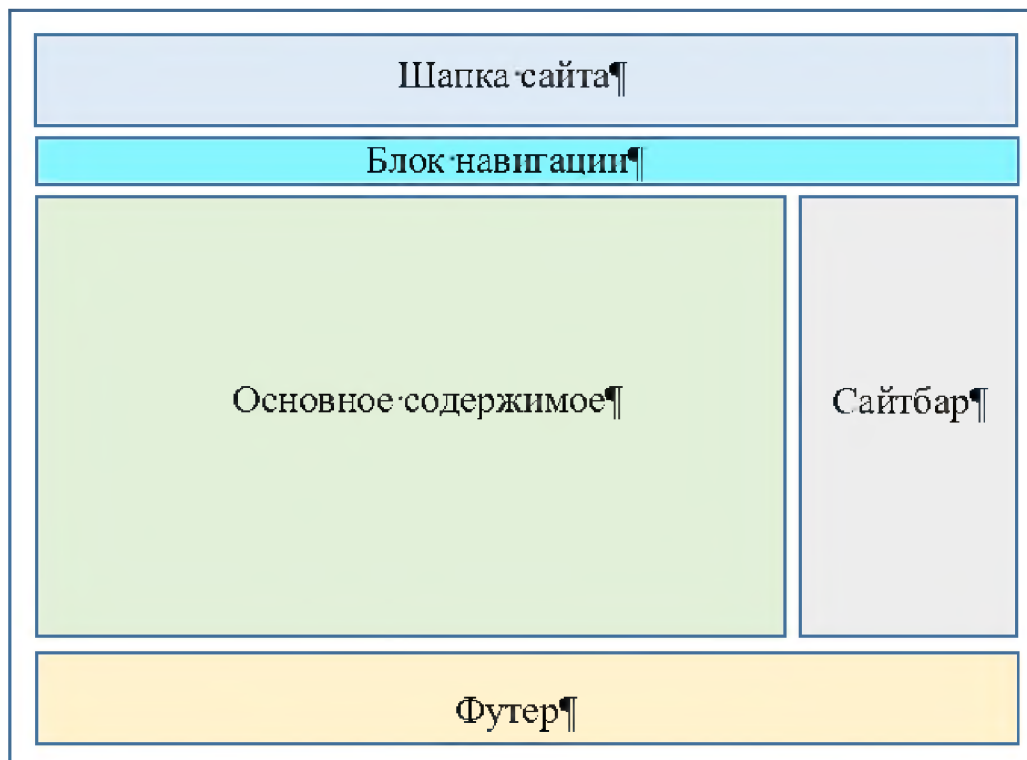 Шапка·сайта¶
Блок·навигации¶
Основное·содержимое¶
Сайтбар¶
Футер¶